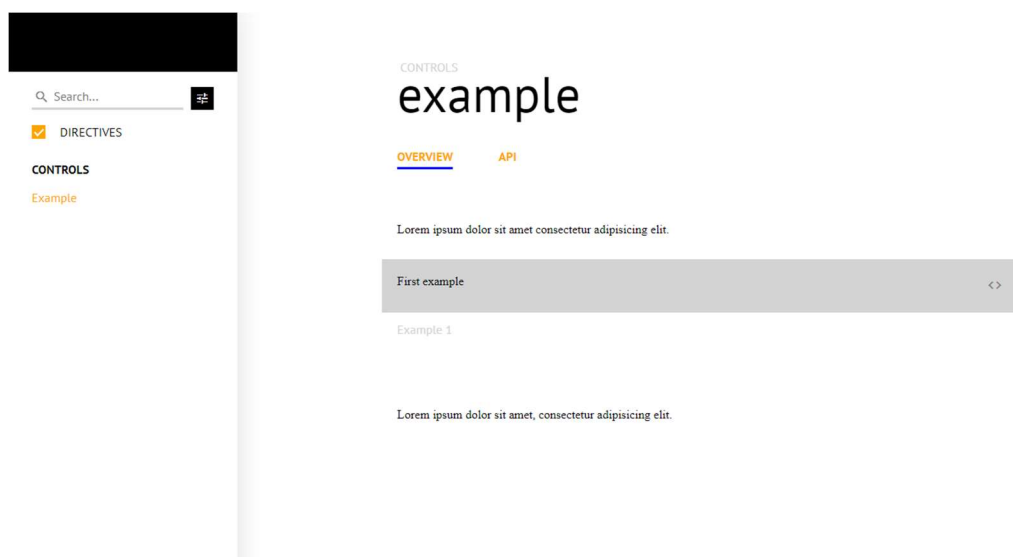 Search...
DIRECTIVES
CONTROLS
Example
CONTROLS
example
OVERVIEW API
Lorem ipsum dolor sit amet consectetur adipisicing elit.
First example <>
Example 1
Lorem ipsum dolor sit amet, consectetur adipisicing elit.